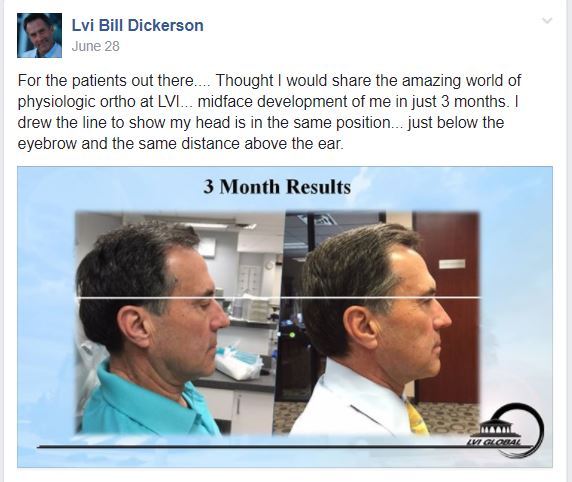 Lvi Bill Dickerson
June 28
For the patients out there.... Thought I would share the amazing world of
physiologic ortho at LVI... midface development of me in just 3 months. I
drew the line to show my head is in the same position... just below the
eyebrow and the same distance above the ear.
3 Month Results
LVI GLOBAL